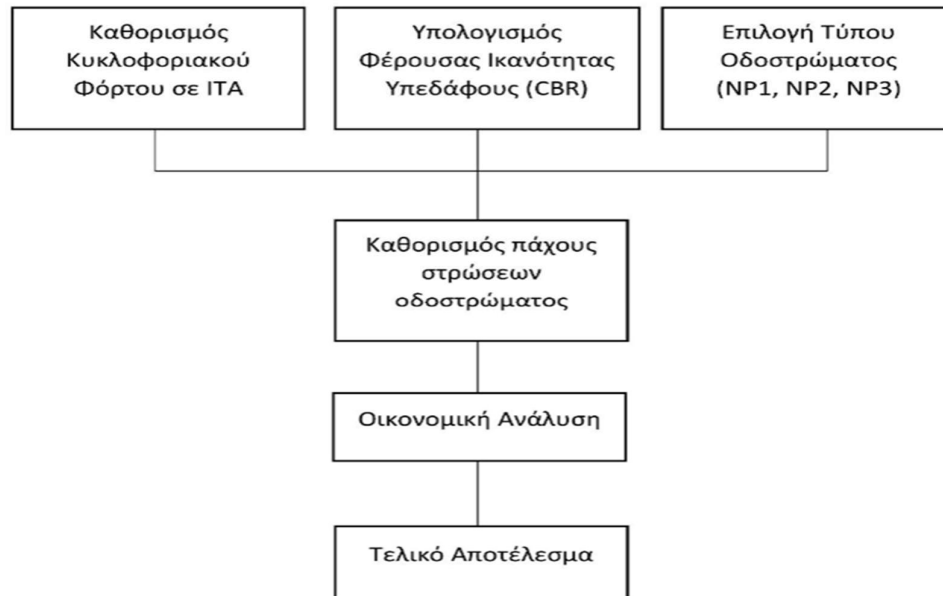 Καθορισμός
Κυκλοφοριακού
Φόρτου σε ΙΤΑ
Υπολογισμός
Φέρουσας Ικανότητας
Υπεδάφους (CBR)
Επιλογή Τύπου
Οδοστρώματος
(NP1, NP2, NP3)
Καθορισμός πάχους
στρώσεων
οδοστρώματος
Οικονομική Ανάλυση
Τελικό Αποτέλεσμα